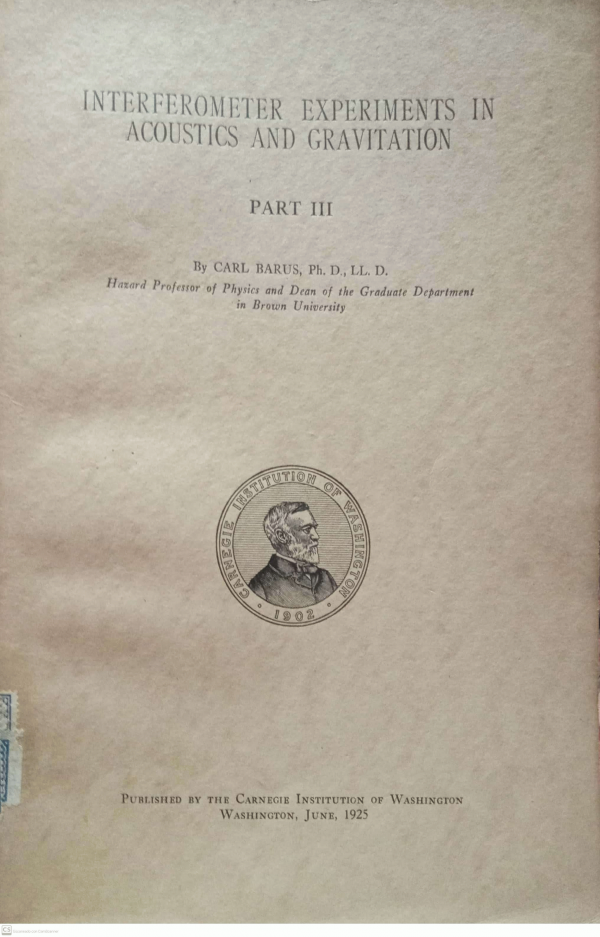 INTERFEROMETER EXPERIMENTS IN
ACOUSTICS AND GRAVITATION
PART III
By CARL BARUS, Ph. D., LL. D.
Hazard Professor of Physics and Dean of the Graduate Department
in Brown University
CARNEGIE INSTITUTION OF WASHINGTON
· 1902 ·
PUBLISHED BY THE CARNEGIE INSTITUTION OF WASHINGTON
WASHINGTON, JUNE, 1925
CS